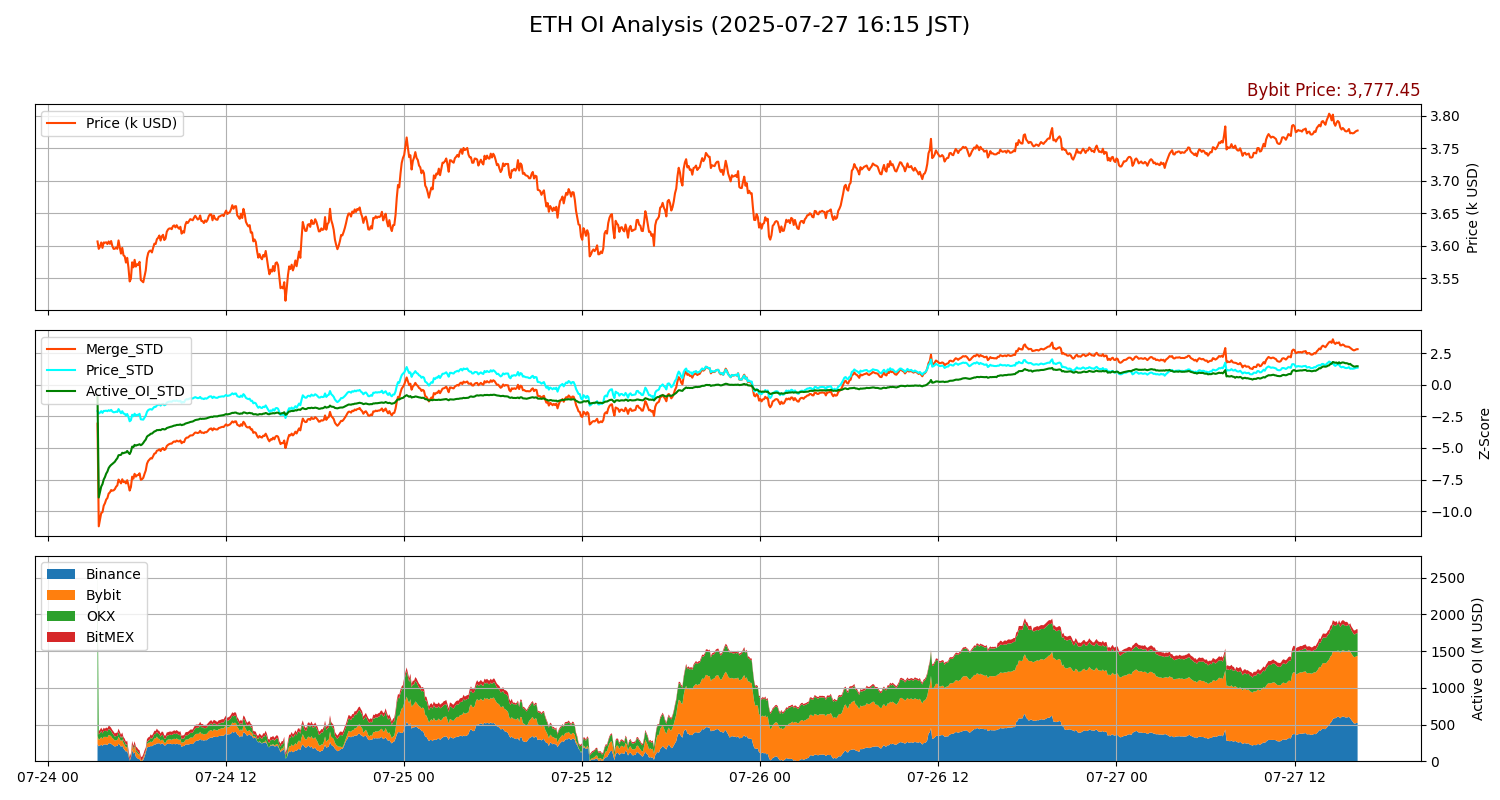 ETH OI Analysis (2025-07-27 16:15 JST)
Bybit Price: 3,777.45
Price (k USD)
3.80
3.75
3.70
3.65
3.60
3.55
Price (k USD)
Merge_STD
Price_STD
Active_OI_STD
2.5
0.0
−2.5
−5.0
−7.5
−10.0
Z-Score
Binance
Bybit
OKX
BitMEX
2500
2000
1500
1000
500
0
Active OI (M USD)
07-24 00
07-24 12
07-25 00
07-25 12
07-26 00
07-26 12
07-27 00
07-27 12